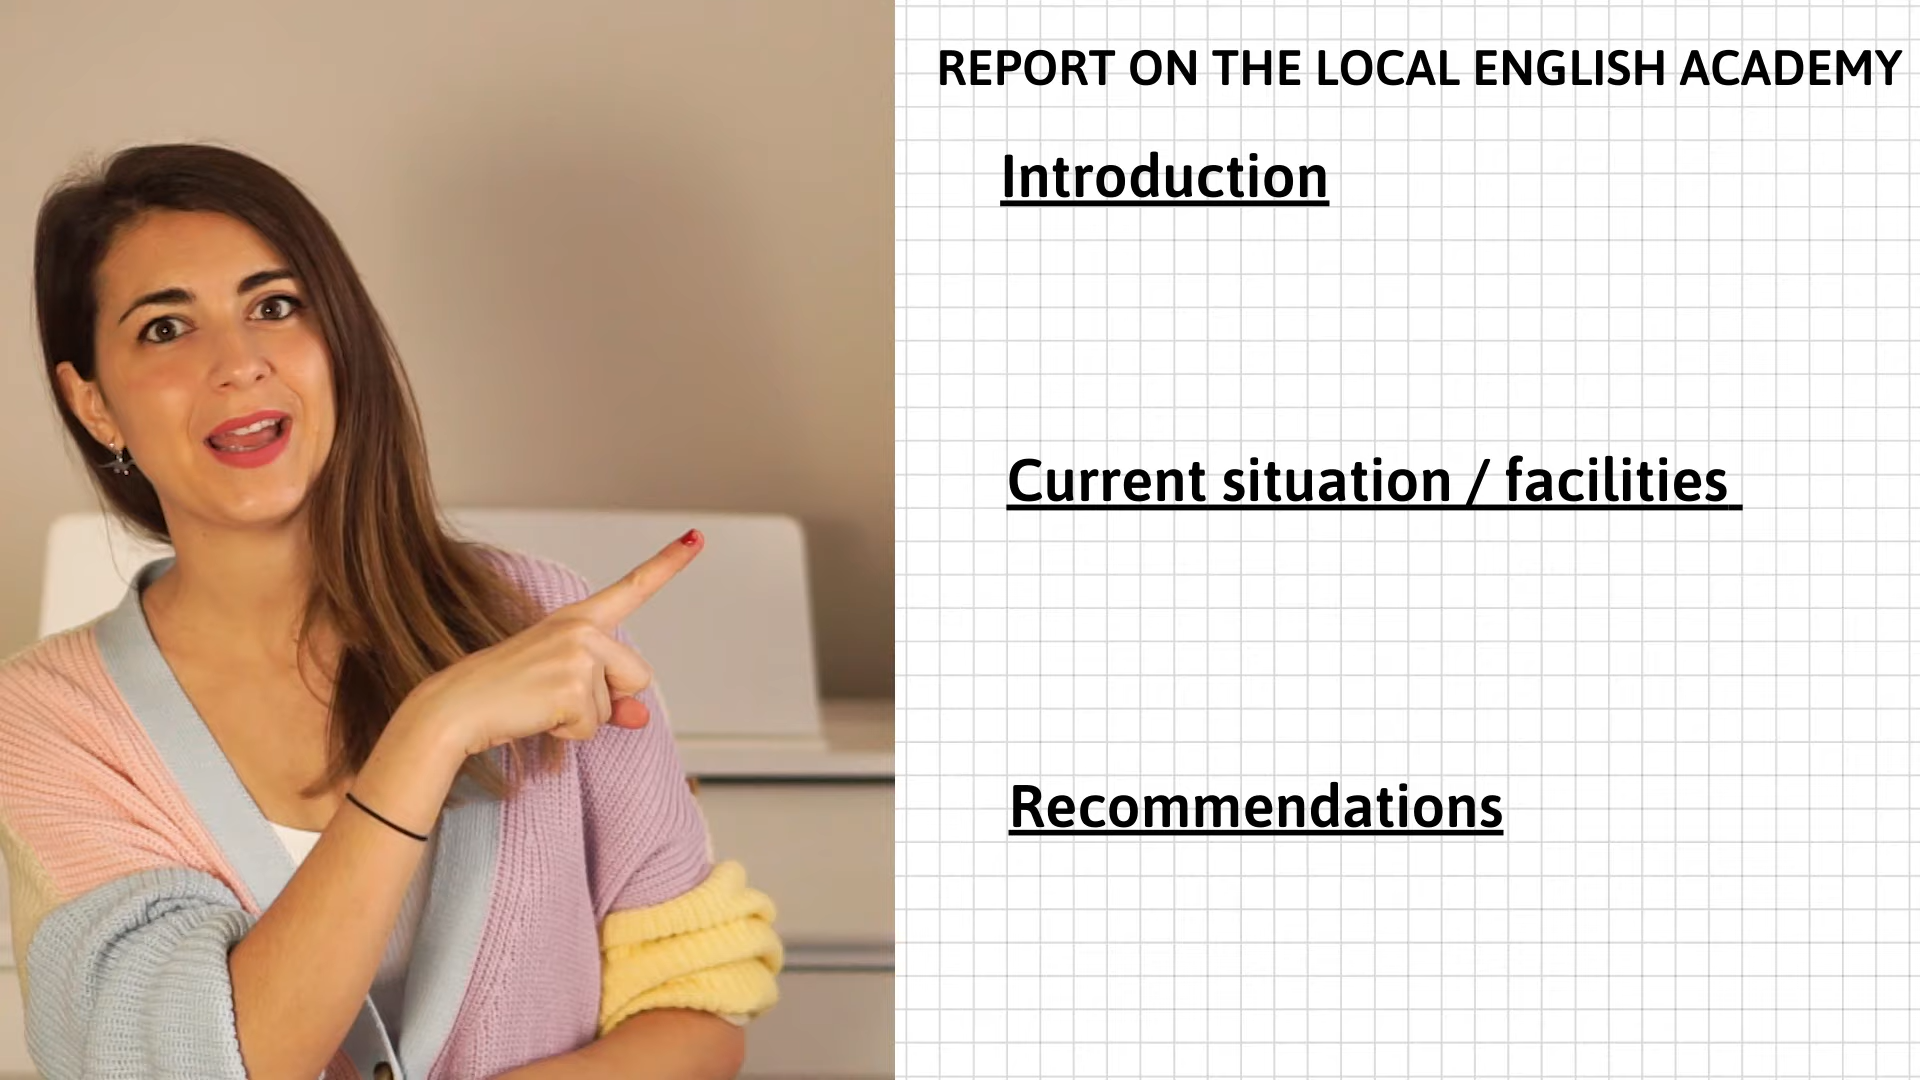 REPORT ON THE LOCAL ENGLISH ACADEMY
Introduction
Current situation / facilities
Recommendations